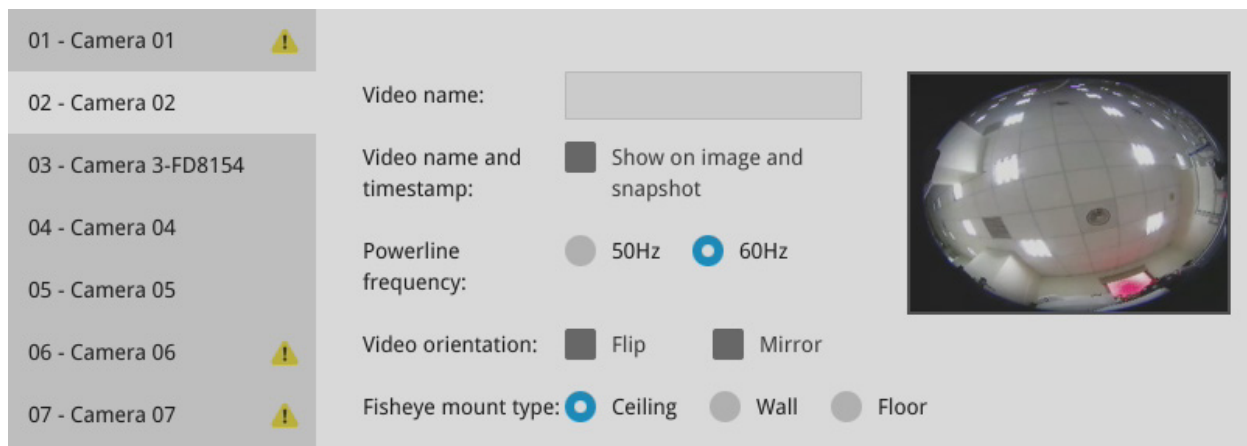 01 - Camera 01
02 - Camera 02
03 - Camera 3-FD8154
04 - Camera 04
05 - Camera 05
06 - Camera 06
07 - Camera 07
Video name:
Video name and
timestamp:
Show on image and
snapshot
Powerline
frequency:
50Hz
60Hz
Video orientation:
Flip
Mirror
Fisheye mount type:
Ceiling
Wall
Floor